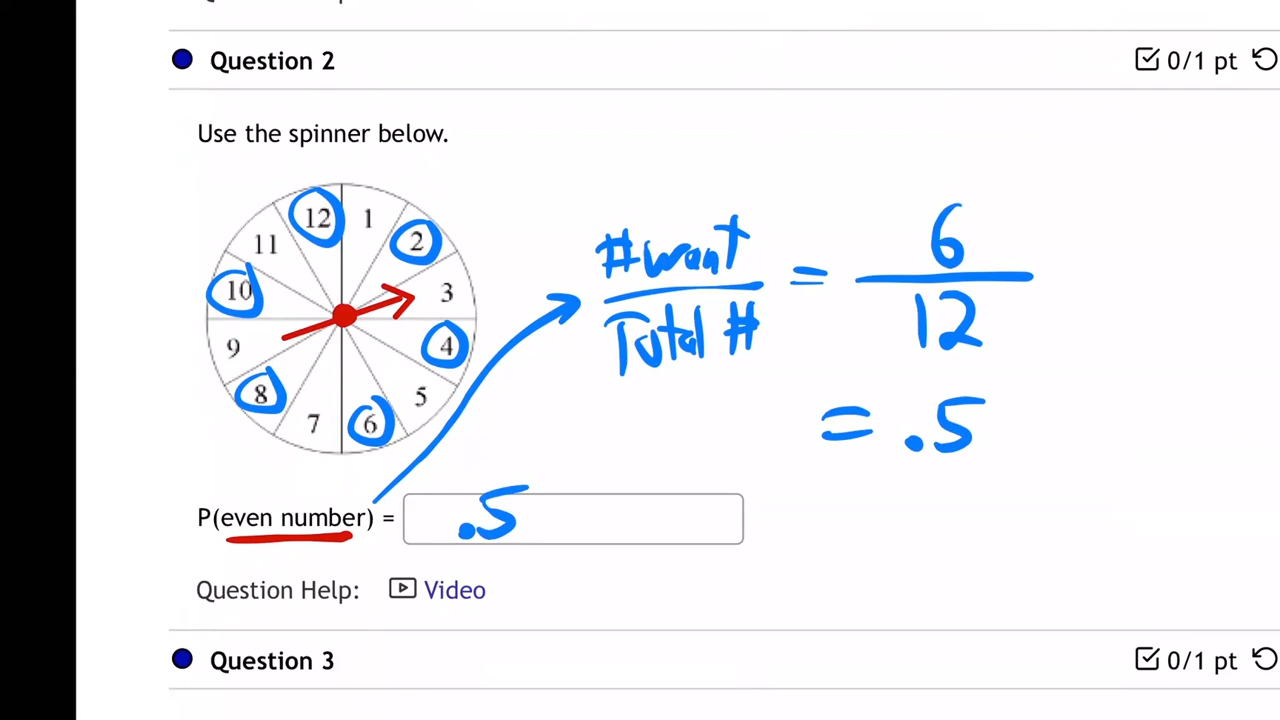 Question 2
0/1 pt
Use the spinner below.
12 1
11 2
10 3
9 4
8 5
7 6
#want
Total #
=
6
12
= .5
P(even number) = .5
Question Help: Video
Question 3
0/1 pt